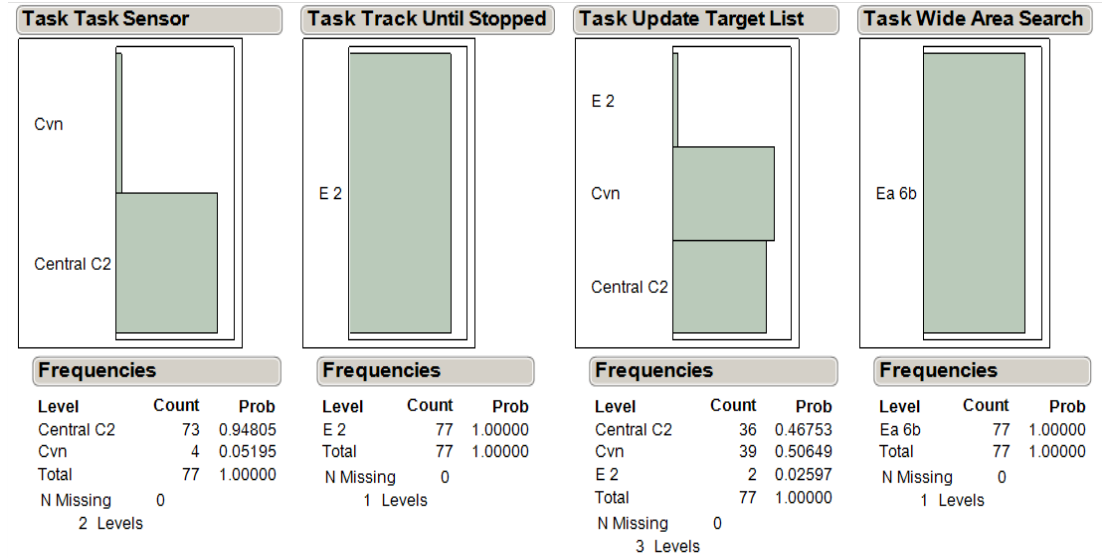 Task Task Sensor
Cvn
Central C2
Frequencies
Level Count Prob
Central C2 73 0.94805
Cvn 4 0.05195
Total 77 1.00000
N Missing 0
2 Levels
Task Track Until Stopped
E 2
Frequencies
Level Count Prob
E 2 77 1.00000
Total 77 1.00000
N Missing 0
1 Levels
Task Update Target List
E 2
Cvn
Central C2
Frequencies
Level Count Prob
Central C2 36 0.46753
Cvn 39 0.50649
E 2 2 0.02597
Total 77 1.00000
N Missing 0
3 Levels
Task Wide Area Search
Ea 6b
Frequencies
Level Count Prob
Ea 6b 77 1.00000
Total 77 1.00000
N Missing 0
1 Levels